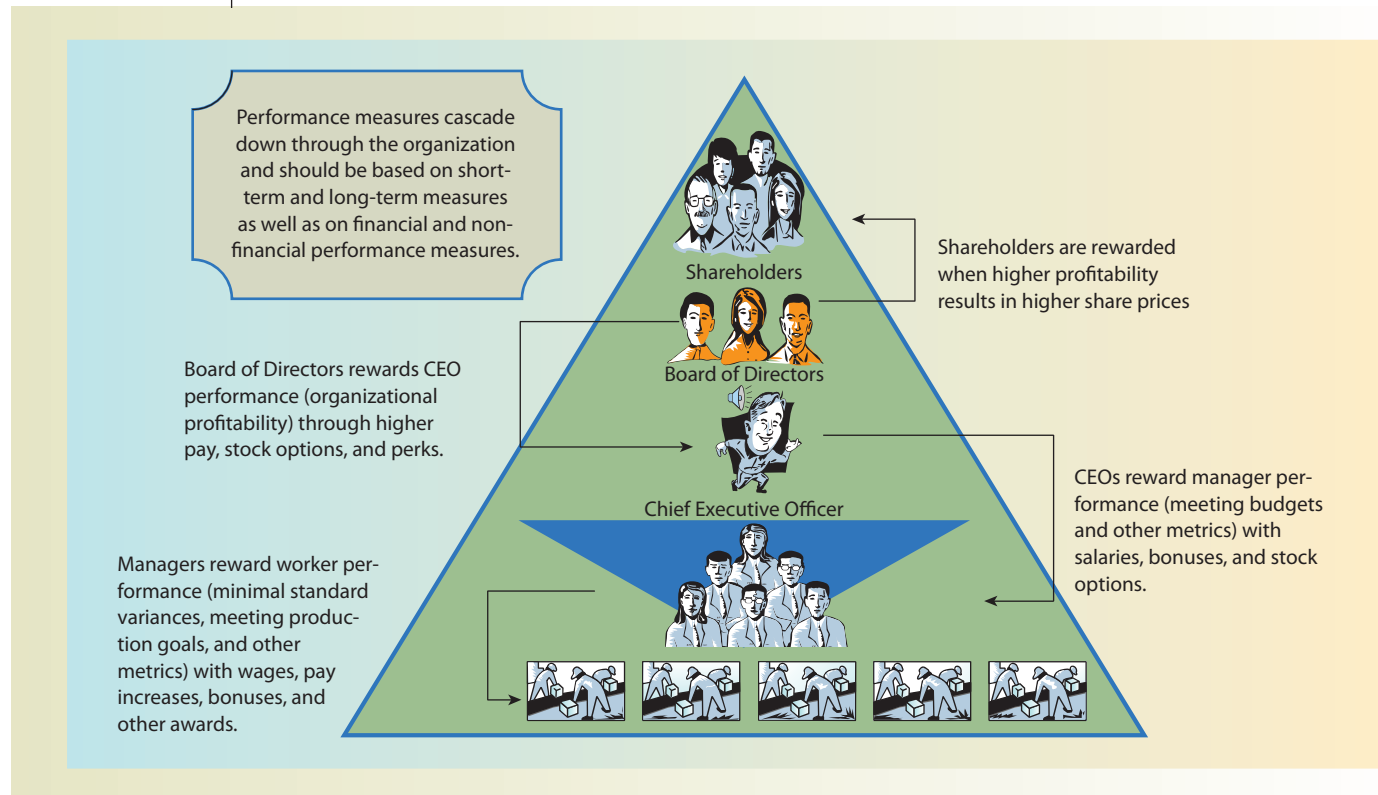 Performance measures cascade
down through the organization
and should be based on short-
term and long-term measures
as well as on financial and non-
financial performance measures.
Shareholders
Shareholders are rewarded
when higher profitability
results in higher share prices
Board of Directors
Board of Directors rewards CEO
performance (organizational
profitability) through higher
pay, stock options, and perks.
Chief Executive Officer
CEOs reward manager per-
formance (meeting budgets
and other metrics) with
salaries, bonuses, and stock
options.
Managers reward worker per-
formance (minimal standard
variances, meeting produc-
tion goals, and other
metrics) with wages, pay
increases, bonuses, and
other awards.